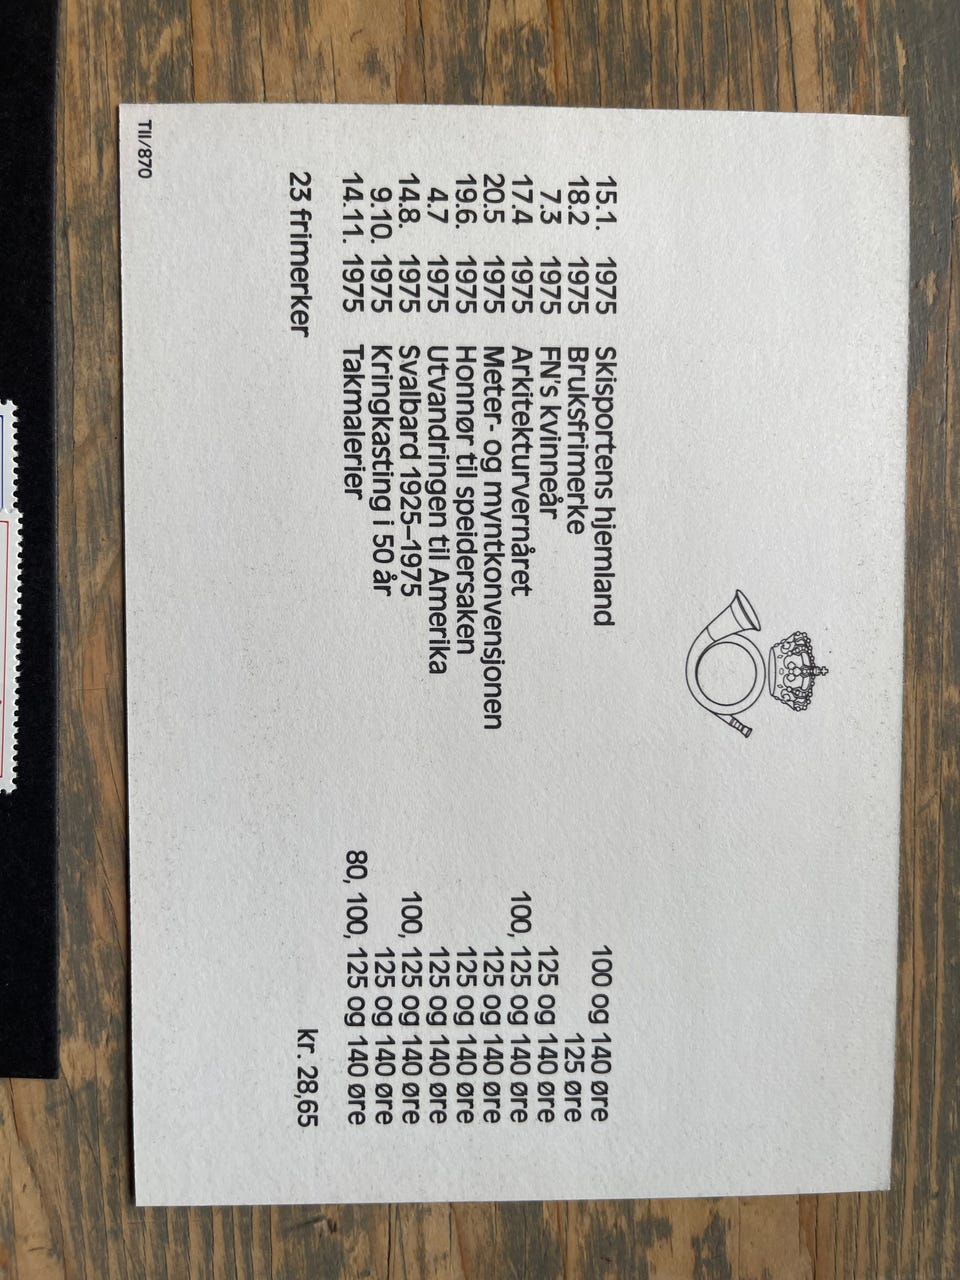 15.1. 1975 Skisportens hjemland 100 og 140 øre
18.2 1975 Bruksfrimerke 125 øre
7.3 1975 FN's kvinneår 125 og 140 øre
17.4 1975 Arkitekturvernåret 100, 125 og 140 øre
20.5 1975 Meter- og myntkonvensjonen 125 og 140 øre
19.6. 1975 Honnør til speidersaken 125 og 140 øre
4.7 1975 Utvandringen til Amerika 125 og 140 øre
14.8. 1975 Svalbard 1925–1975 100, 125 og 140 øre
9.10. 1975 Kringkasting i 50 år 125 og 140 øre
14.11. 1975 Takmalerier 80, 100, 125 og 140 øre
23 frimerker kr. 28,65
TII/870